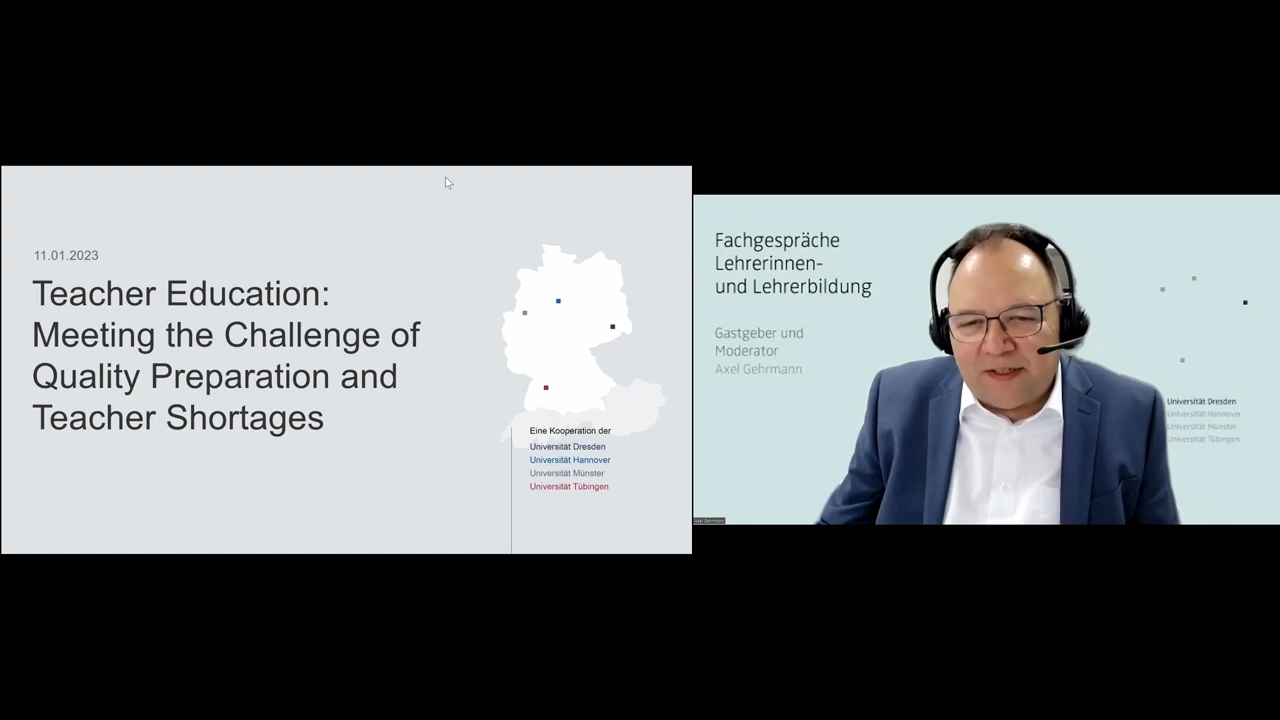 11.01.2023
Teacher Education:
Meeting the Challenge of
Quality Preparation and
Teacher Shortages
Eine Kooperation der
Universität Dresden
Universität Hannover
Universität Münster
Universität Tübingen
Fachgespräche
Lehrerinnen-
und Lehrerbildung
Gastgeber und
Moderator
Axel Gehrmann
Universität Dresden
Universität Hannover
Universität Münster
Universität Tübingen
Axel Gehrmann